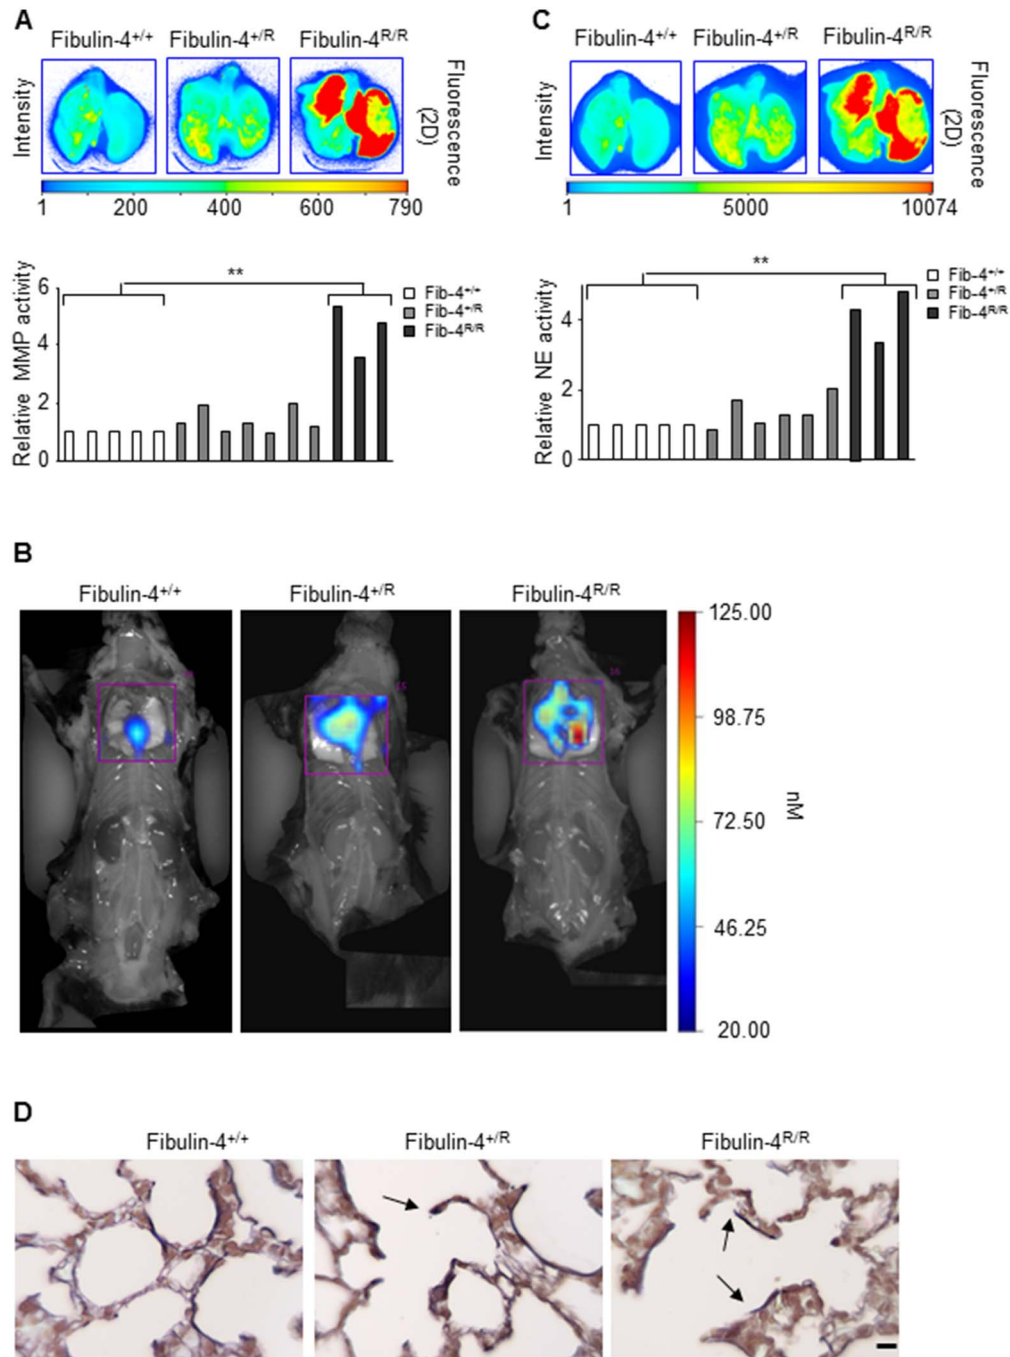 A
Fibulin-4+/+ Fibulin-4+/R Fibulin-4R/R
Intensity
Fluorescence
(2D)
1 200 400 600 790
Relative MMP activity
6
4
2
0
**
Fib-4+/+
Fib-4+/R
Fib-4R/R
C
Fibulin-4+/+ Fibulin-4+/R Fibulin-4R/R
Intensity
Fluorescence
(2D)
1 5000 10074
Relative NE activity
4
2
0
**
Fib-4+/+
Fib-4+/R
Fib-4R/R
B
Fibulin-4+/+ Fibulin-4+/R Fibulin-4R/R
15
16
125.00
98.75
72.50
46.25
20.00
nM
D
Fibulin-4+/+ Fibulin-4+/R Fibulin-4R/R